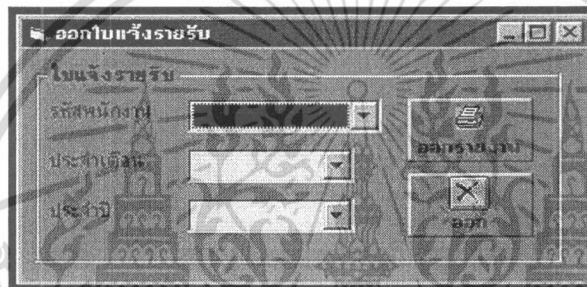 ออกใบแจ้งรายรับ
ใบแจ้งรายรับ
รหัสพนักงาน
ออกรายงาน
ประจำเดือน
ประจำปี
ออก